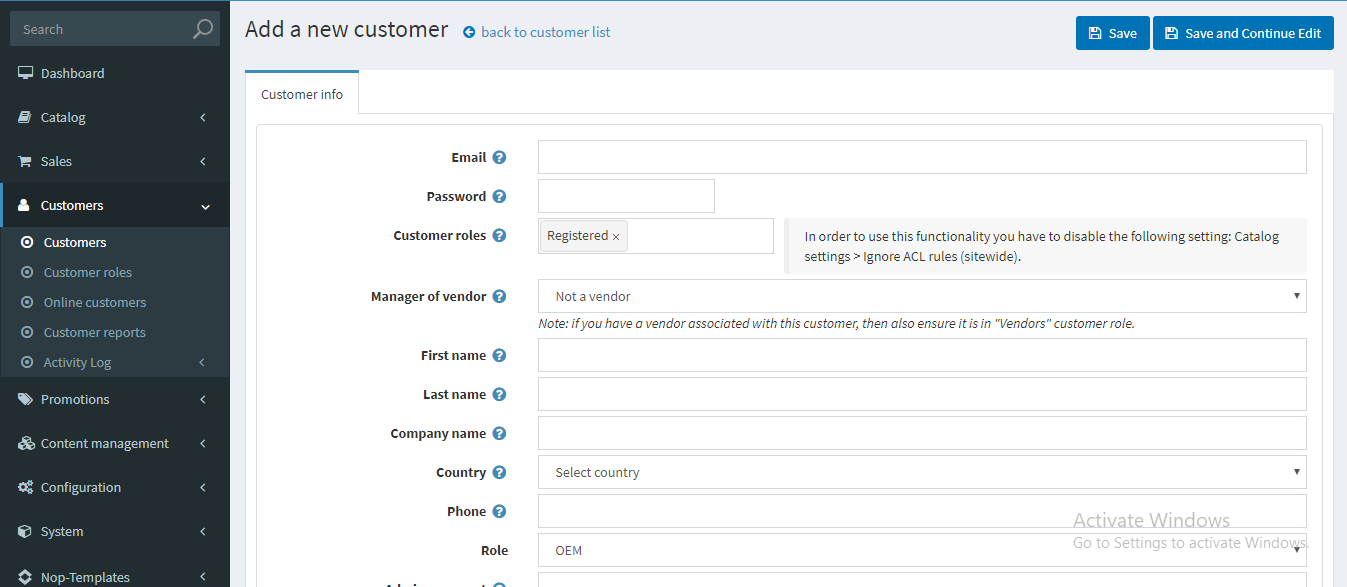 Search
Dashboard
Catalog
Sales
Customers
Customers
Customer roles
Online customers
Customer reports
Activity Log
Promotions
Content management
Configuration
System
Nop-Templates
Add a new customer back to customer list
Save
Save and Continue Edit
Customer info
Email
Password
Customer roles Registered ×
In order to use this functionality you have to disable the following setting: Catalog
settings > Ignore ACL rules (sitewide).
Manager of vendor Not a vendor
Note: if you have a vendor associated with this customer, then also ensure it is in "Vendors" customer role.
First name
Last name
Company name
Country Select country
Phone
Role OEM
Activate Windows
Go to Settings to activate Windows.